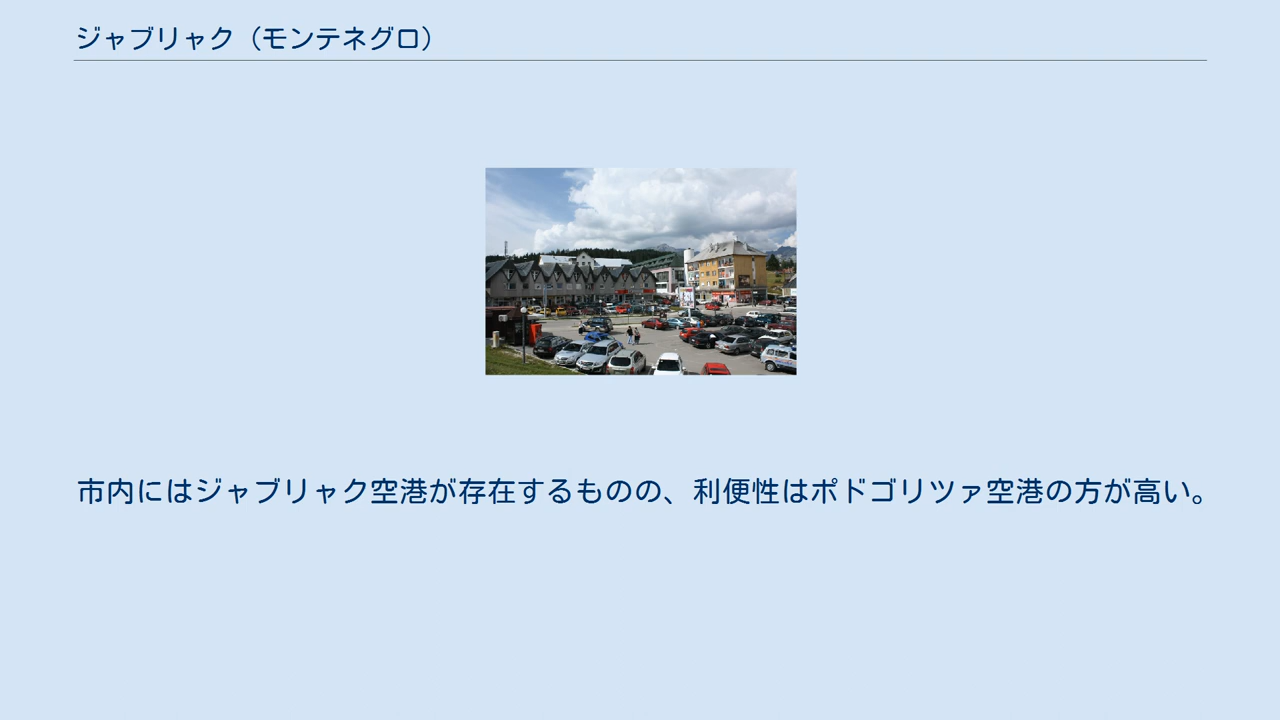 ジャブリャク（モンテネグロ）
市内にはジャブリャク空港が存在するものの、利便性はポドゴリツァ空港の方が高い。